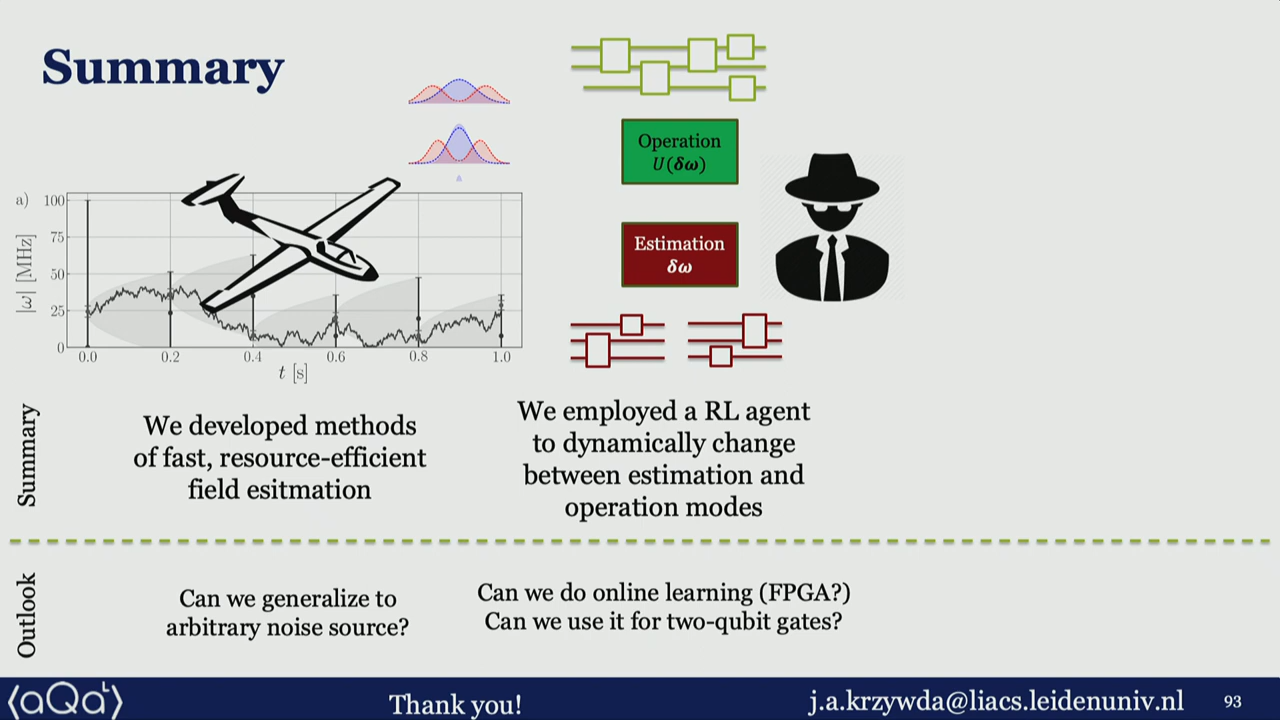 Summary
Operation
U(δω)
Estimation
δω
a)
100
75
50
25
0
|ω| [MHz]
0.0 0.2 0.4 0.6 0.8 1.0
t [s]
Summary
We developed methods
of fast, resource-efficient
field esitmation
We employed a RL agent
to dynamically change
between estimation and
operation modes
Outlook
Can we generalize to
arbitrary noise source?
Can we do online learning (FPGA?)
Can we use it for two-qubit gates?
⟨aQaᴸ⟩
Thank you!
j.a.krzywda@liacs.leidenuniv.nl
93